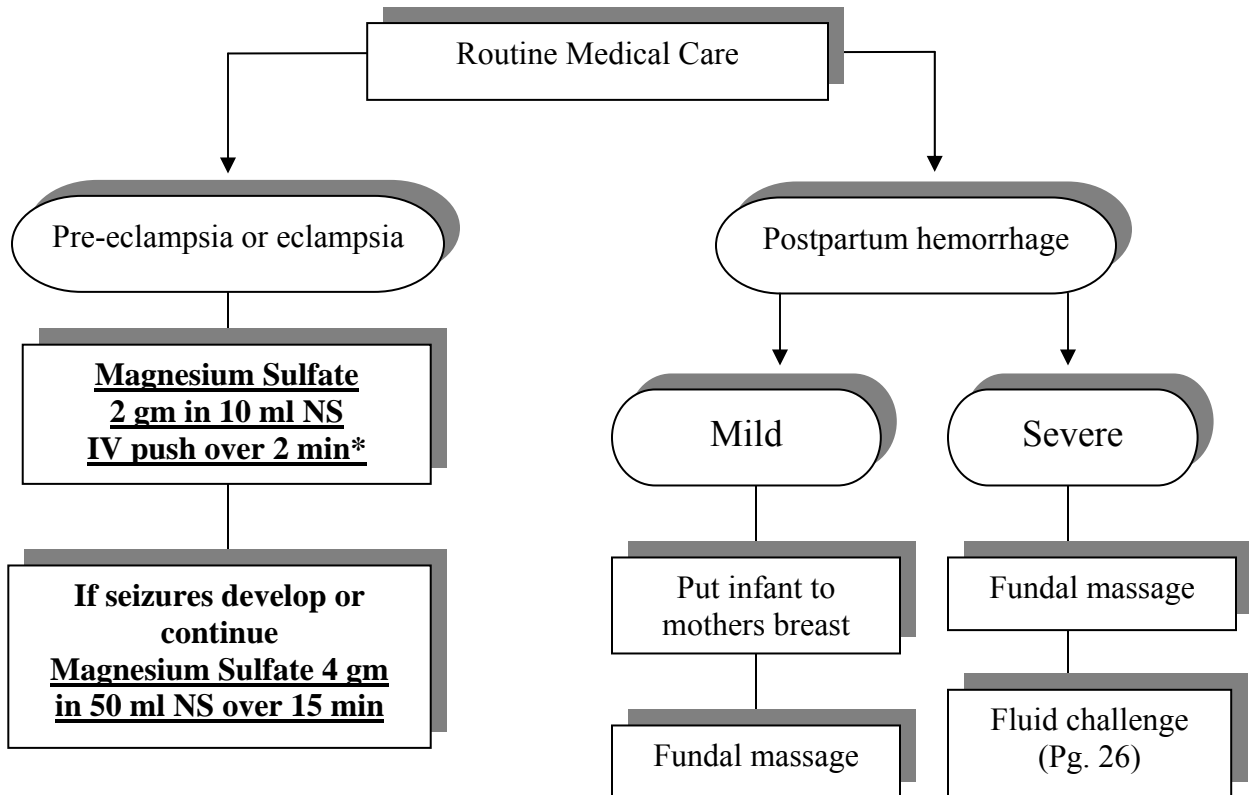 Routine Medical Care
Pre-eclampsia or eclampsia
Magnesium Sulfate
2 gm in 10 ml NS
IV push over 2 min*
If seizures develop or
continue
Magnesium Sulfate 4 gm
in 50 ml NS over 15 min
Postpartum hemorrhage
Mild
Put infant to
mothers breast
Fundal massage
Severe
Fundal massage
Fluid challenge
(Pg. 26)